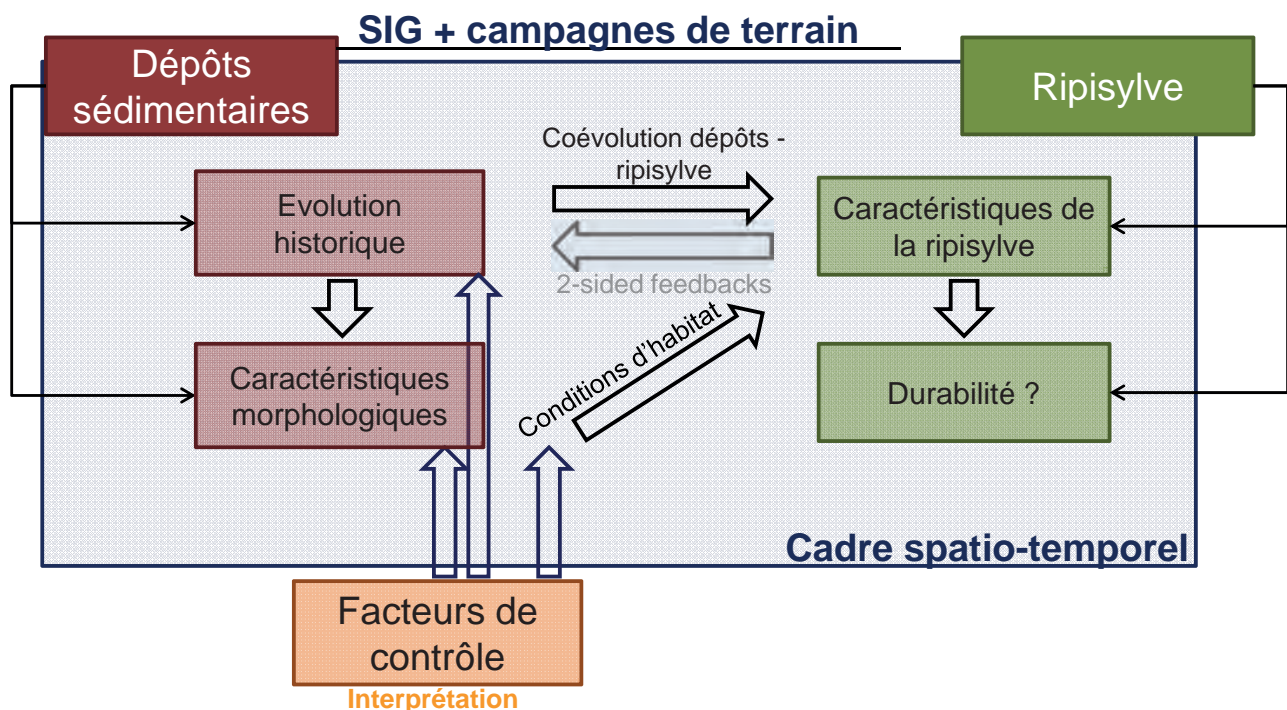 SIG + campagnes de terrain
Dépôts
sédimentaires
Ripisylve
Coévolution dépôts -
ripisylve
Evolution
historique
Caractéristiques de
la ripisylve
2-sided feedbacks
Conditions d'habitat
Caractéristiques
morphologiques
Durabilité ?
Cadre spatio-temporel
Facteurs de
contrôle
Interprétation